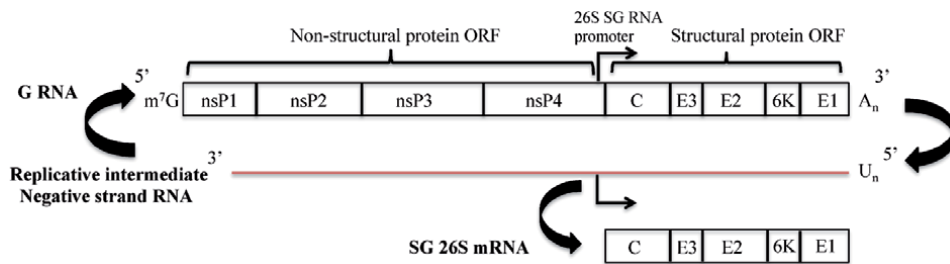 26S SG RNA
promoter
Non-structural protein ORF
Structural protein ORF
5’
3’
G RNA
m⁷G nsP1 nsP2 nsP3 nsP4 C E3 E2 6K E1 Aₙ
3’
5’
Replicative intermediate
Negative strand RNA
Uₙ
SG 26S mRNA
C E3 E2 6K E1